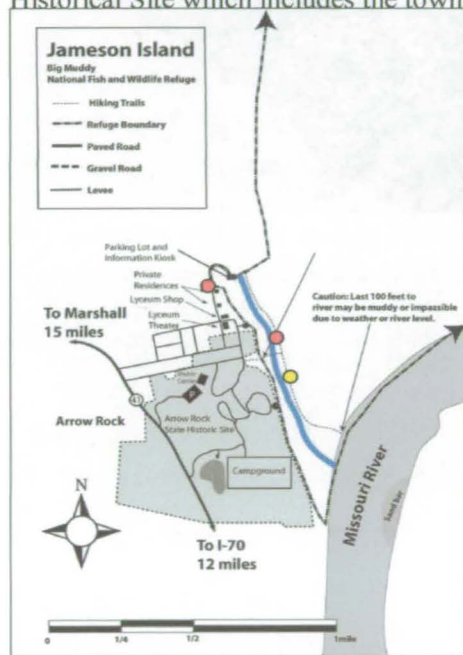 Historical Site which includes the town
Jameson Island
Big Muddy
National Fish and Wildlife Refuge
Hiking Trails
Refuge Boundary
Paved Road
Gravel Road
Levee
Parking Lot and
Information Kiosk
Private
Residences
Lyceum Shop
Lyceum
Theater
Caution: Last 100 feet to
river may be muddy or impassible
due to weather or river level.
To Marshall
15 miles
41
Arrow Rock
Arrow Rock
State Historic Site
P
Campground
Missouri River
Sand Bar
N
To I-70
12 miles
0
1/4
1/2
1mile